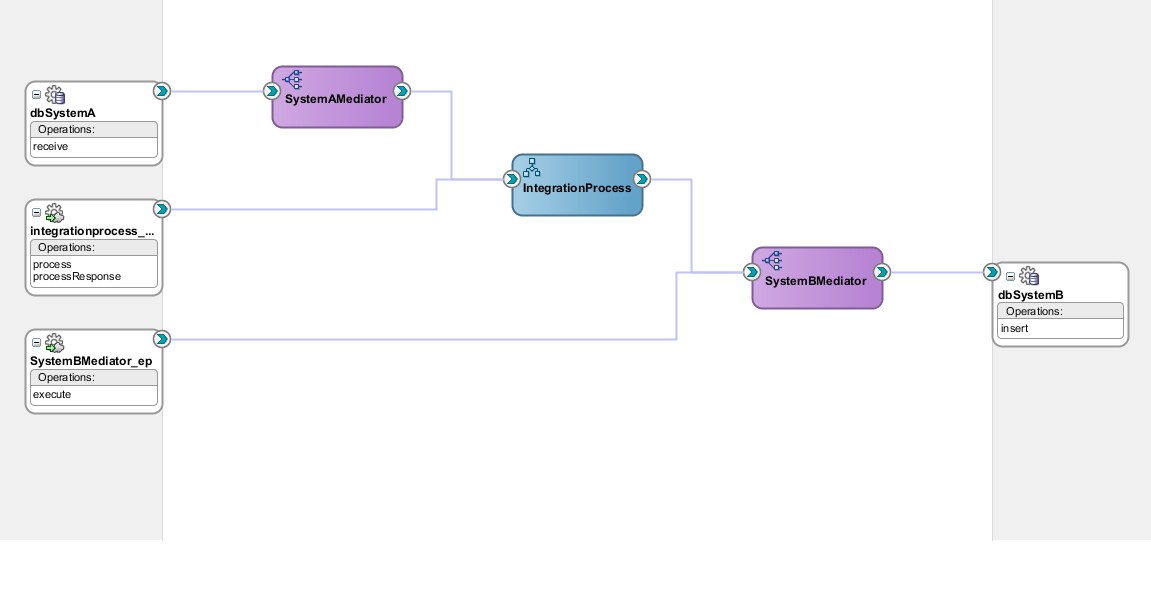 dbSystemA
Operations:
receive
integrationprocess_...
Operations:
process
processResponse
SystemBMediator_ep
Operations:
execute
SystemAMediator
IntegrationProcess
SystemBMediator
dbSystemB
Operations:
insert